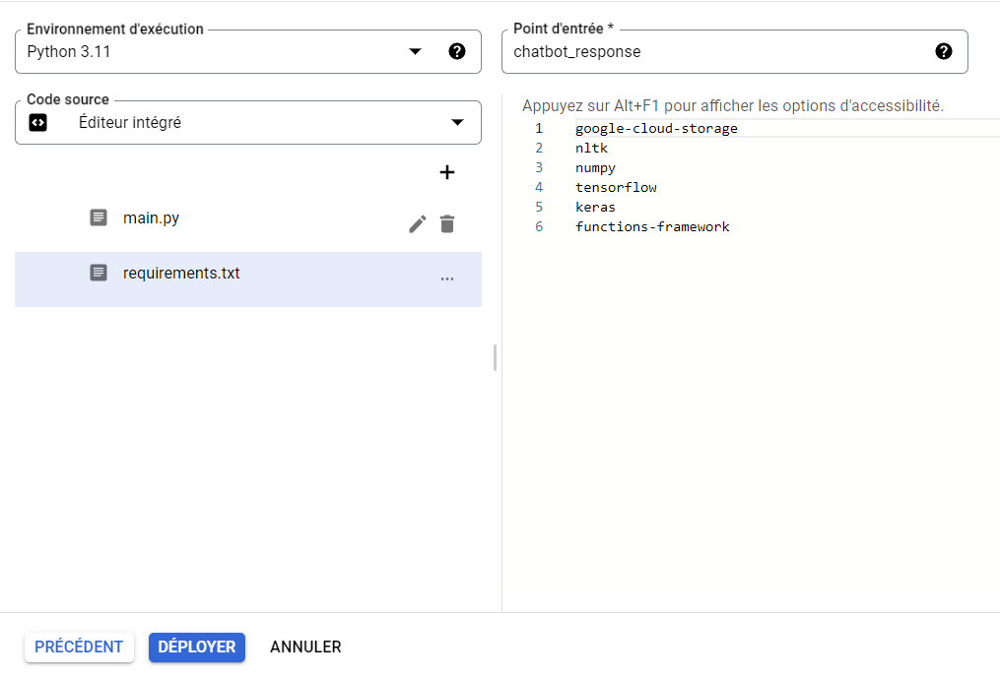 Environnement d'exécution
Python 3.11
Point d'entrée *
chatbot_response
Code source
Éditeur intégré
main.py
requirements.txt
...
Appuyez sur Alt+F1 pour afficher les options d'accessibilité.
1 google-cloud-storage
2 nltk
3 numpy
4 tensorflow
5 keras
6 functions-framework
PRÉCÉDENT
DÉPLOYER
ANNULER